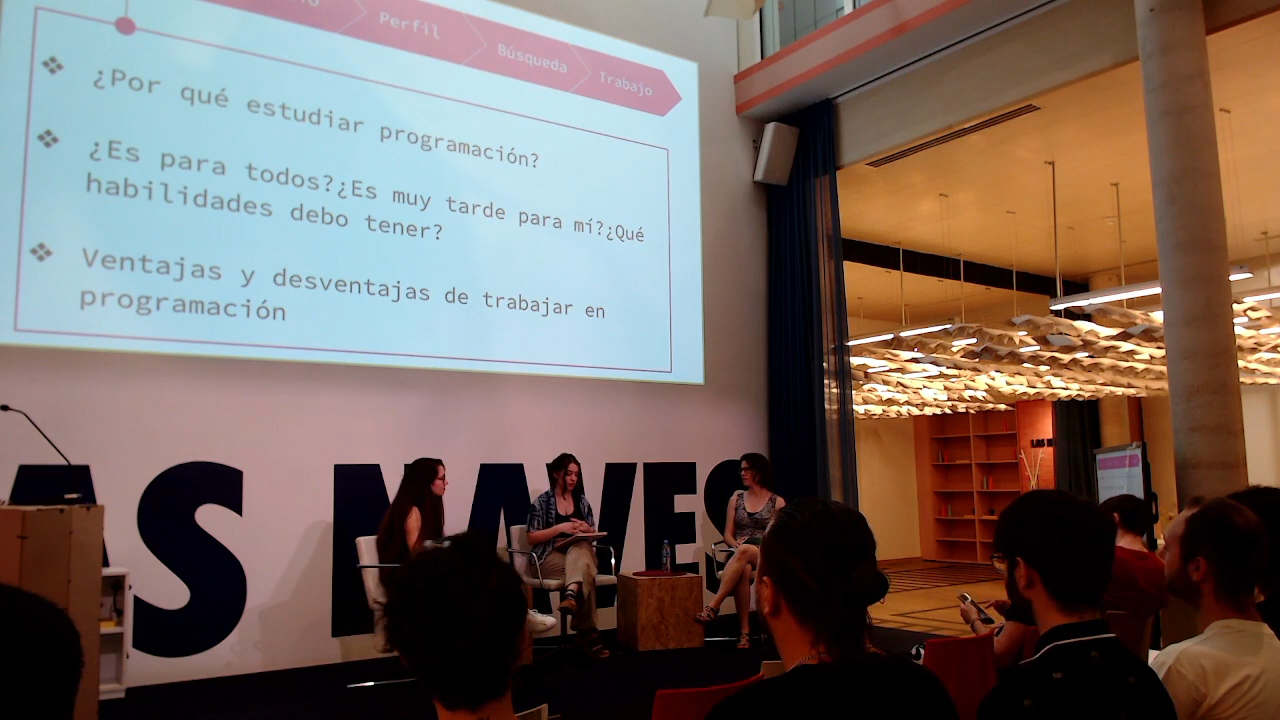 Perfil
Búsqueda
Trabajo
¿Por qué estudiar programación?
¿Es para todos?¿Es muy tarde para mí?¿Qué
habilidades debo tener?
Ventajas y desventajas de trabajar en
programación
AS NAVES